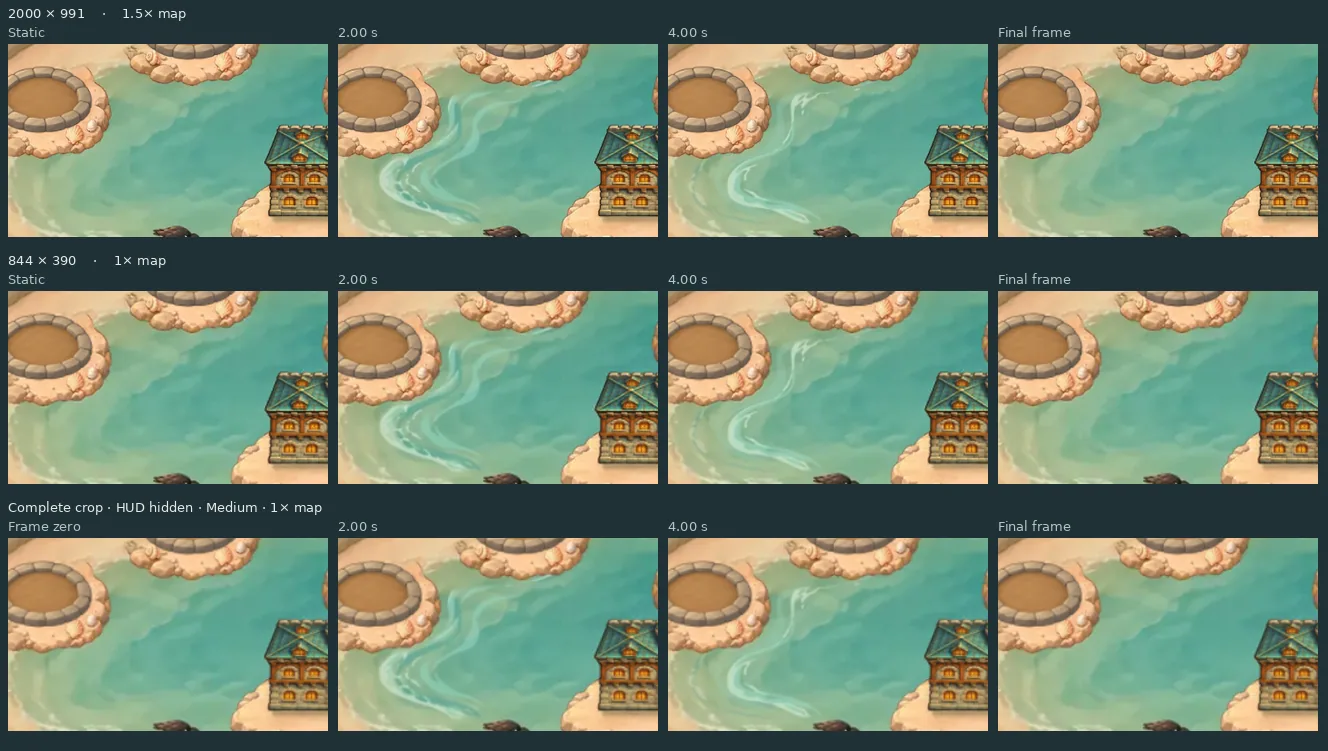 2000 × 991 · 1.5× map
Static 2.00 s 4.00 s Final frame
844 × 390 · 1× map
Static 2.00 s 4.00 s Final frame
Complete crop · HUD hidden · Medium · 1× map
Frame zero 2.00 s 4.00 s Final frame